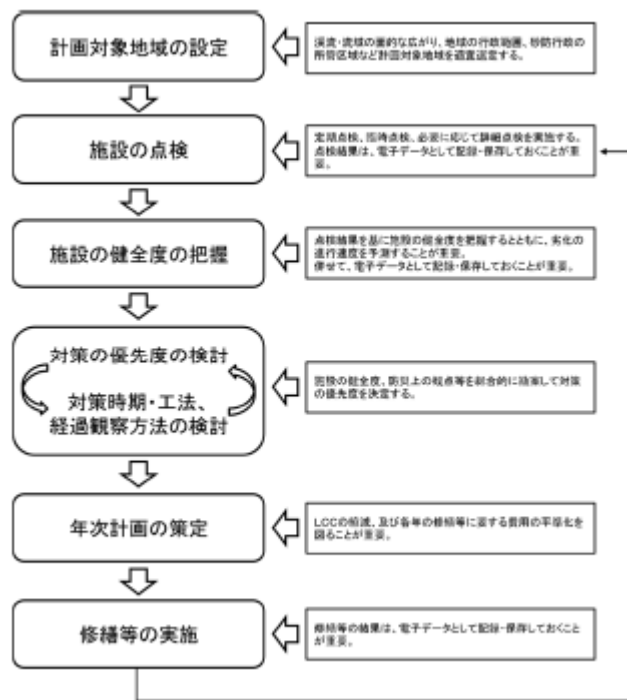 計画対象地域の設定
渓流・流域の面的な広がり、地域の行政範囲、砂防行政の
所管区域など計画対象地域を適宜選定する。
施設の点検
定期点検、臨時点検、必要に応じて詳細点検を実施する。
点検結果は、電子データとして記録・保存しておくことが重
要。
施設の健全度の把握
点検結果を基に施設の健全度を把握するとともに、劣化の
進行速度を予測することが重要。
併せて、電子データとして記録・保存しておくことが重要。
対策の優先度の検討
対策時期・工法、
経過観察方法の検討
施設の健全度、防災上の観点等を総合的に勘案して対策
の優先度を決定する。
年次計画の策定
LCCの縮減、及び各年の修繕等に要する費用の平準化を
図ることが重要。
修繕等の実施
修繕等の結果は、電子データとして記録・保存しておくこと
が重要。